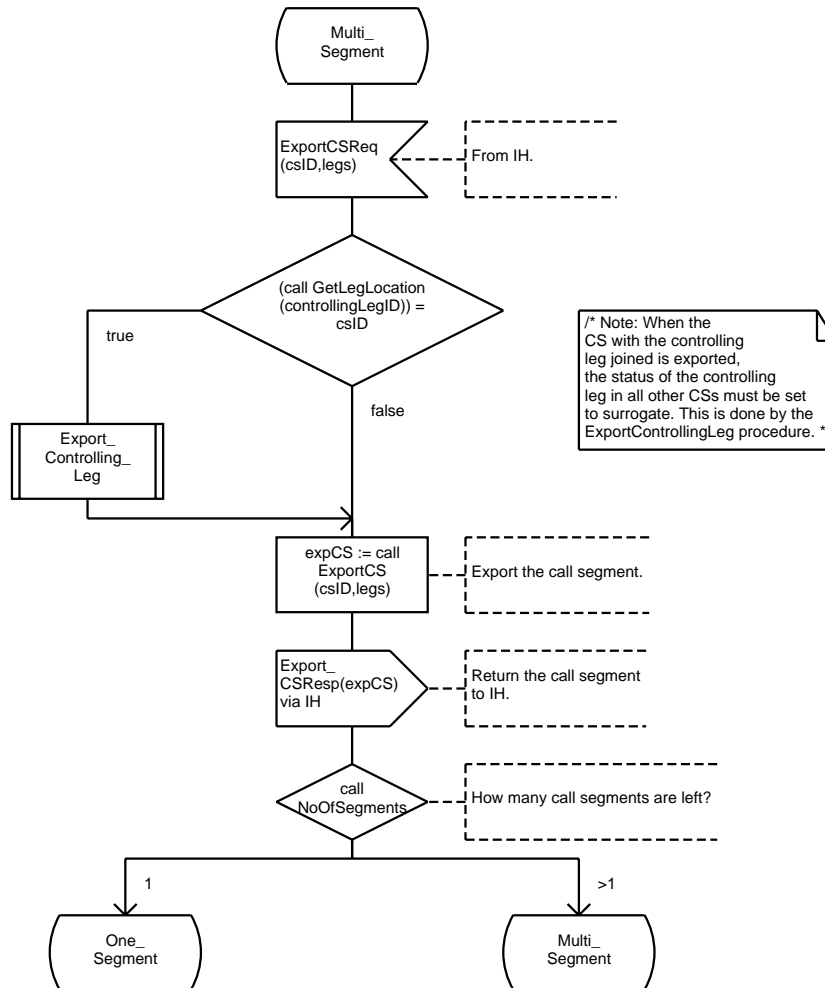 Multi_
Segment
ExportCSReq
(csID,legs)
From IH.
(call GetLegLocation
(controllingLegID)) =
csID
true
false
/* Note: When the
CS with the controlling
leg joined is exported,
the status of the controlling
leg in all other CSs must be set
to surrogate. This is done by the
ExportControllingLeg procedure. *
Export_
Controlling_
Leg
expCS := call
ExportCS
(csID,legs)
Export the call segment.
Export_
CSResp(expCS)
via IH
Return the call segment
to IH.
call
NoOfSegments
How many call segments are left?
1
>1
One_
Segment
Multi_
Segment